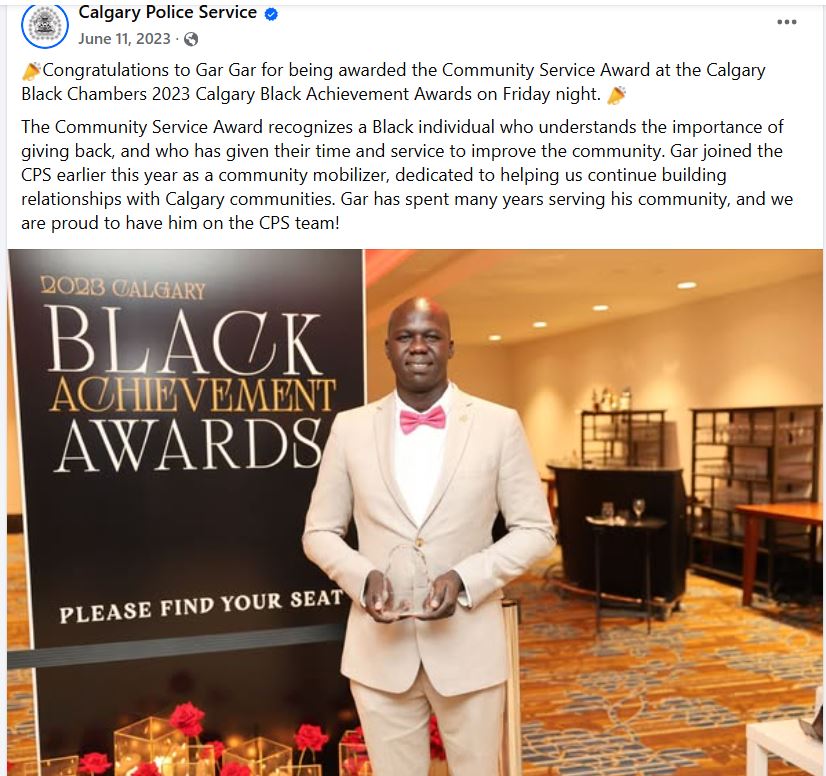 Calgary Police Service
June 11, 2023 ·
🎉Congratulations to Gar Gar for being awarded the Community Service Award at the Calgary
Black Chambers 2023 Calgary Black Achievement Awards on Friday night. 🎉
The Community Service Award recognizes a Black individual who understands the importance of
giving back, and who has given their time and service to improve the community. Gar joined the
CPS earlier this year as a community mobilizer, dedicated to helping us continue building
relationships with Calgary communities. Gar has spent many years serving his community, and we
are proud to have him on the CPS team!
2023 CALGARY
BLACK
ACHIEVEMENT
AWARDS
PLEASE FIND YOUR SEAT